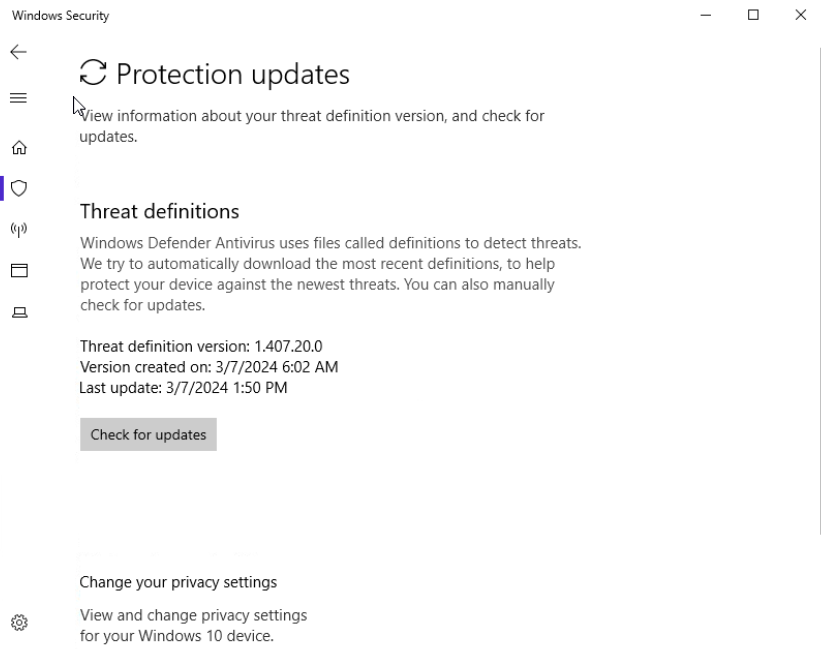 Windows Security
Protection updates
View information about your threat definition version, and check for
updates.
Threat definitions
Windows Defender Antivirus uses files called definitions to detect threats.
We try to automatically download the most recent definitions, to help
protect your device against the newest threats. You can also manually
check for updates.
Threat definition version: 1.407.20.0
Version created on: 3/7/2024 6:02 AM
Last update: 3/7/2024 1:50 PM
Check for updates
Change your privacy settings
View and change privacy settings
for your Windows 10 device.